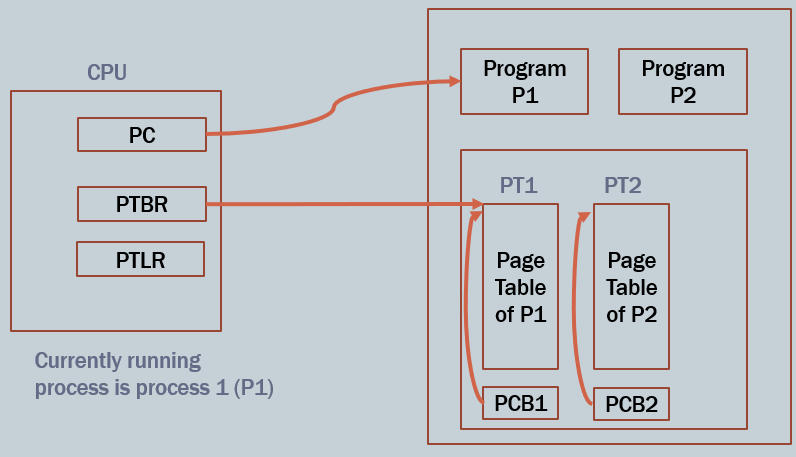 CPU
PC
PTBR
PTLR
Currently running
process is process 1 (P1)
Program
P1
Program
P2
PT1
PT2
Page
Table
of P1
Page
Table
of P2
PCB1
PCB2